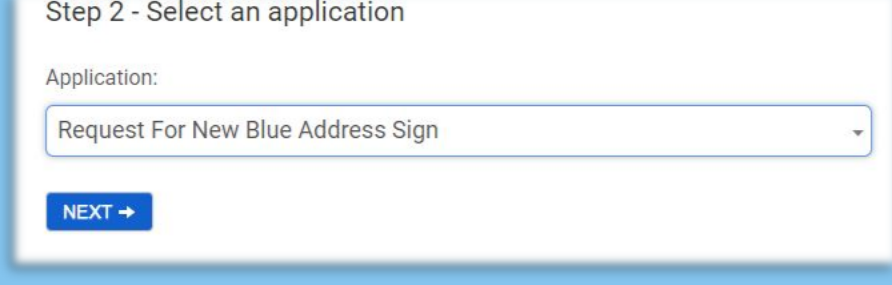 Step 2 - Select an application
Application:
Request For New Blue Address Sign
NEXT →